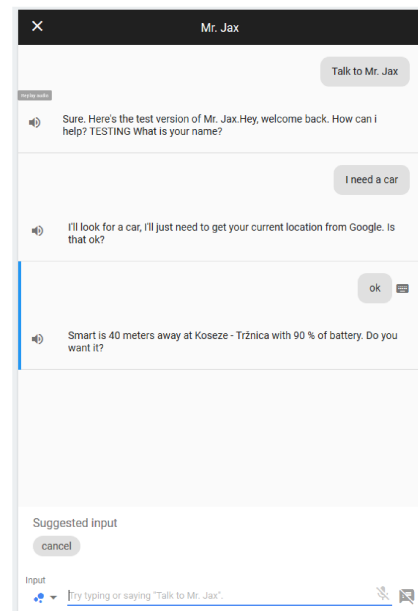 Mr. Jax
Talk to Mr. Jax
Replay audio.
Sure. Here's the test version of Mr. Jax.Hey, welcome back. How can i
help? TESTING What is your name?
I need a car
I'll look for a car, I'll just need to get your current location from Google. Is
that ok?
ok
Smart is 40 meters away at Koseze - Tržnica with 90 % of battery. Do you
want it?
Suggested input
cancel
Input
Try typing or saying "Talk to Mr. Jax".